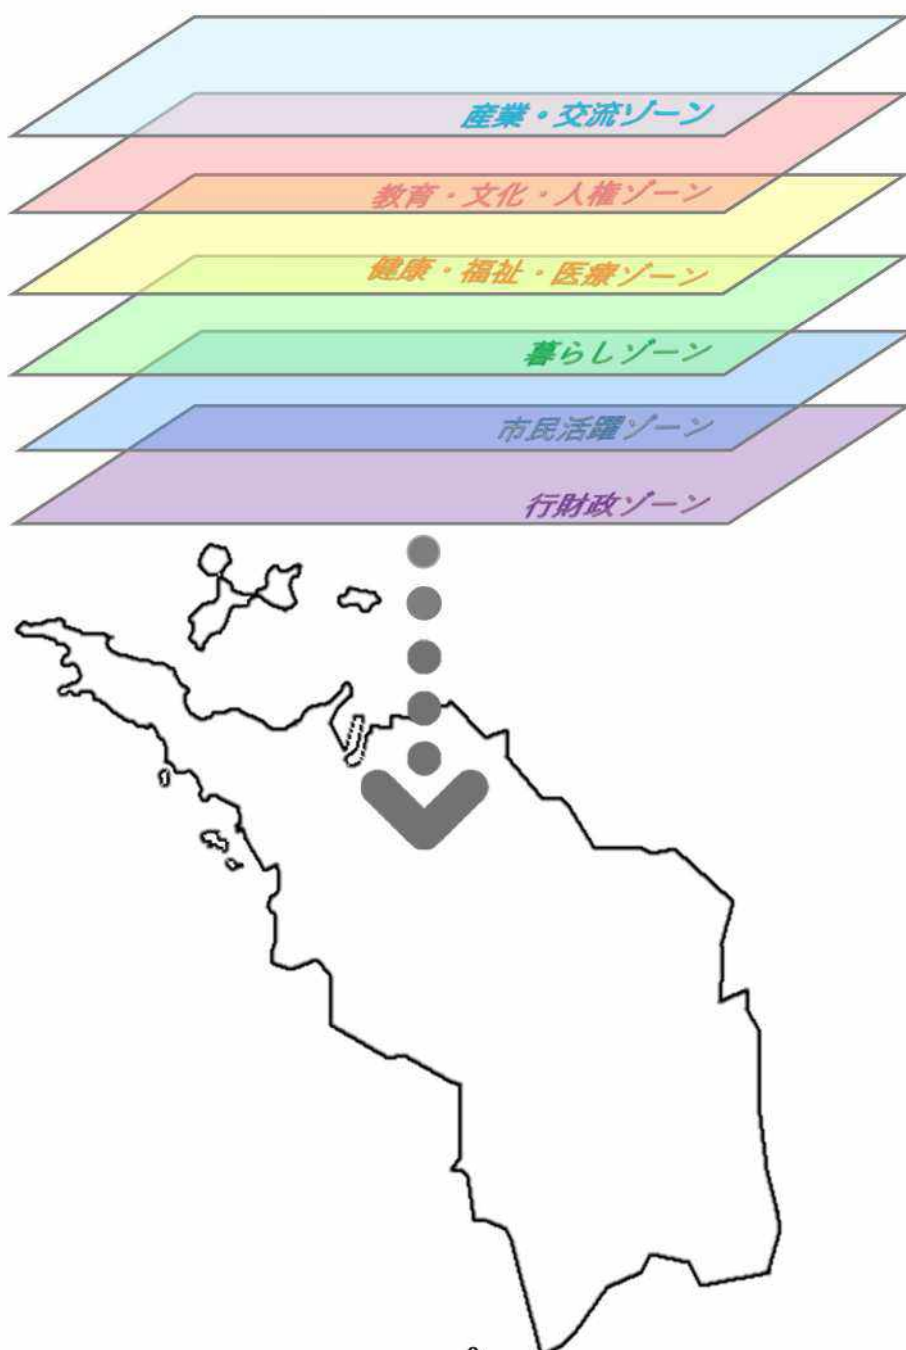 産業・交流ゾーン
教育・文化・人権ゾーン
健康・福祉・医療ゾーン
暮らしゾーン
市民活躍ゾーン
行財政ゾーン